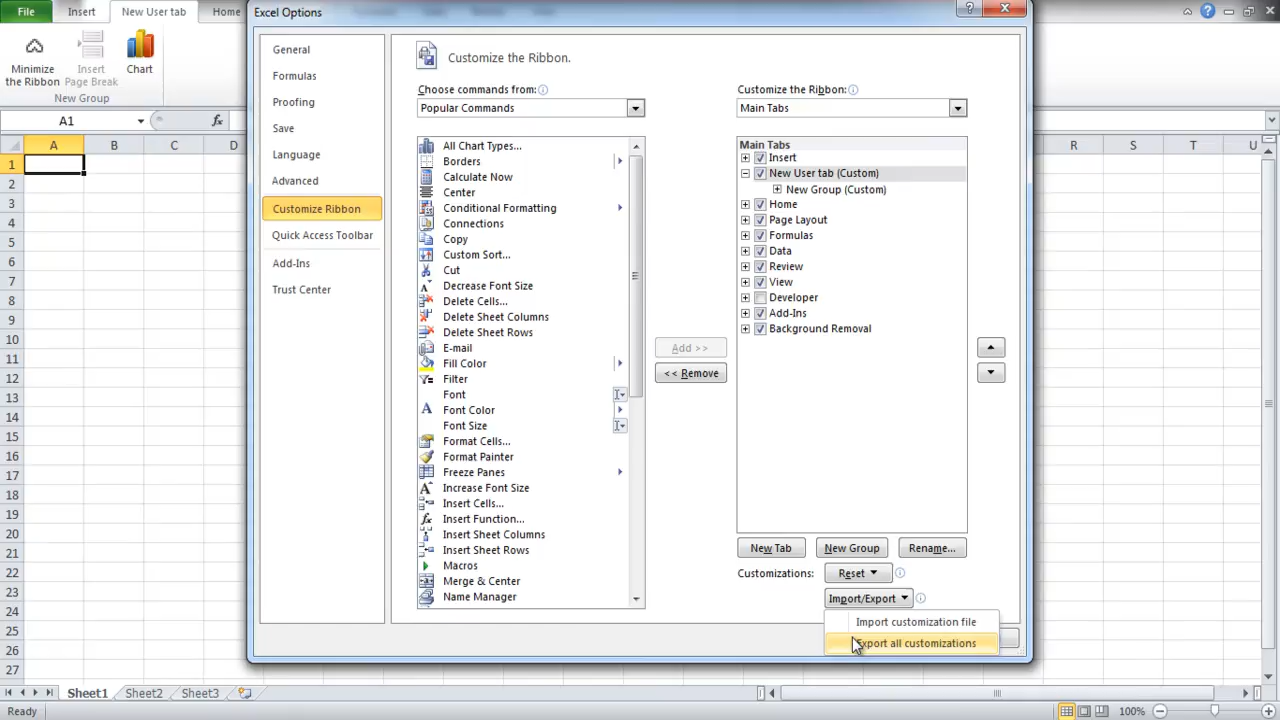 File
Insert
New User tab
Home
Excel Options
Minimize
the Ribbon
Insert
Page Break
Chart
New Group
A1
fx
A
B
C
D
R
S
T
U
1
2
3
4
5
6
7
8
9
10
11
12
13
14
15
16
17
18
19
20
21
22
23
24
25
26
27
General
Formulas
Proofing
Save
Language
Advanced
Customize Ribbon
Quick Access Toolbar
Add-Ins
Trust Center
Customize the Ribbon.
Choose commands from:
Popular Commands
All Chart Types...
Borders
Calculate Now
Center
Conditional Formatting
Connections
Copy
Custom Sort...
Cut
Decrease Font Size
Delete Cells...
Delete Sheet Columns
Delete Sheet Rows
E-mail
Fill Color
Filter
Font
Font Color
Font Size
Format Cells...
Format Painter
Freeze Panes
Increase Font Size
Insert Cells...
Insert Function...
Insert Sheet Columns
Insert Sheet Rows
Macros
Merge & Center
Name Manager
Add >>
<< Remove
Customize the Ribbon:
Main Tabs
Main Tabs
Insert
New User tab (Custom)
New Group (Custom)
Home
Page Layout
Formulas
Data
Review
View
Developer
Add-Ins
Background Removal
New Tab
New Group
Rename...
Customizations:
Reset
Import/Export
Import customization file
Export all customizations
Sheet1
Sheet2
Sheet3
Ready
100%